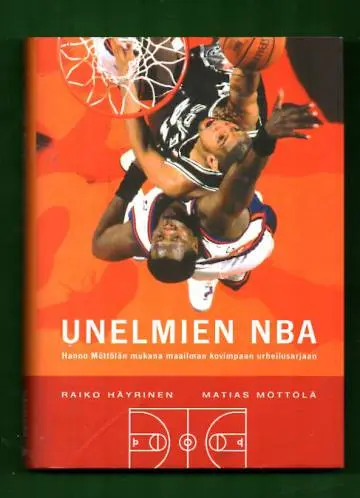 UNELMIEN NBA
Hanno Möttölän mukana maailman kovimpaan urheilusarjaan
RAIKO HÄYRINEN MATIAS MÖTTÖLÄ